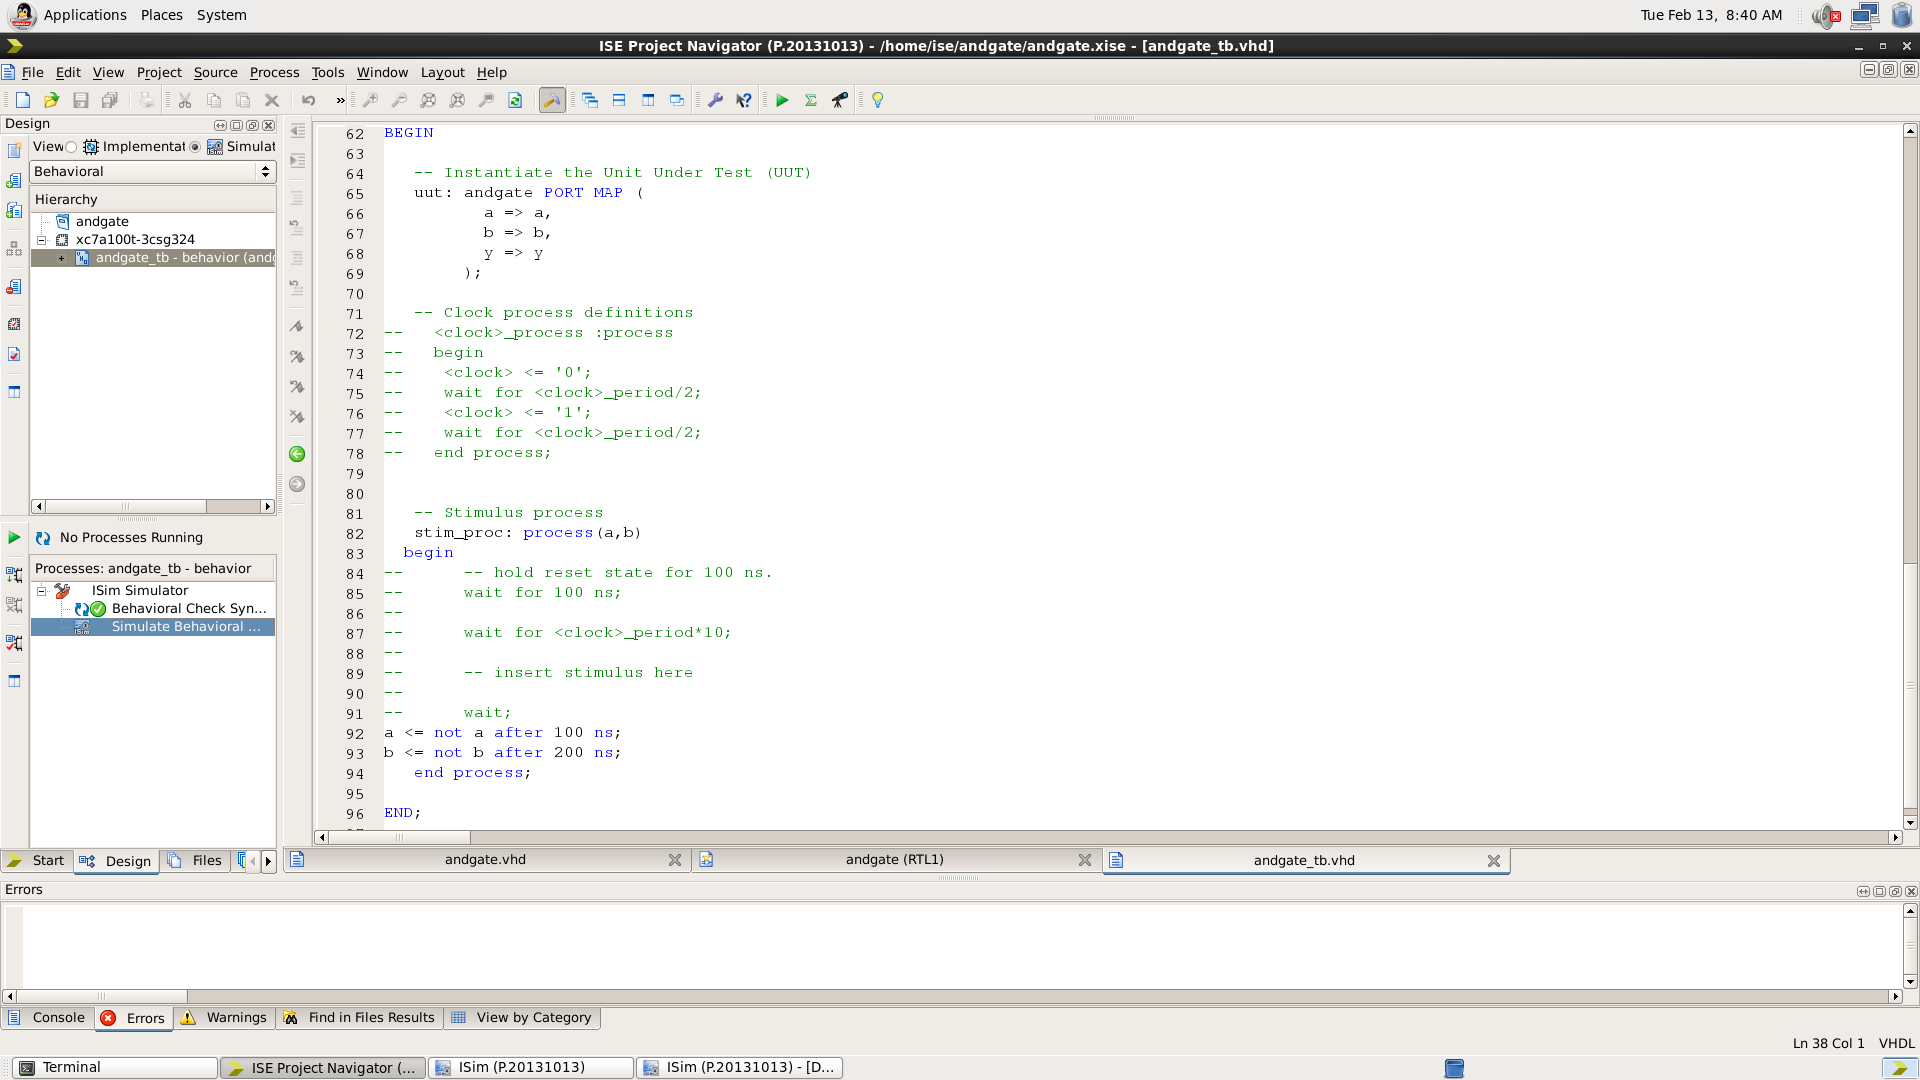 Applications Places System
Tue Feb 13, 8:40 AM
ISE Project Navigator (P.20131013) - /home/ise/andgate/andgate.xise - [andgate_tb.vhd]
File Edit View Project Source Process Tools Window Layout Help
»
Design
View Implementat Simulat
Behavioral
Hierarchy
andgate
xc7a100t-3csg324
andgate_tb - behavior (andg
No Processes Running
Processes: andgate_tb - behavior
ISim Simulator
Behavioral Check Syn...
Simulate Behavioral ...
Start Design Files
62 BEGIN
63
64 -- Instantiate the Unit Under Test (UUT)
65 uut: andgate PORT MAP (
66 a => a,
67 b => b,
68 y => y
69 );
70
71 -- Clock process definitions
72 -- <clock>_process :process
73 -- begin
74 -- <clock> <= '0';
75 -- wait for <clock>_period/2;
76 -- <clock> <= '1';
77 -- wait for <clock>_period/2;
78 -- end process;
79
80
81 -- Stimulus process
82 stim_proc: process(a,b)
83 begin
84 -- -- hold reset state for 100 ns.
85 -- wait for 100 ns;
86 --
87 -- wait for <clock>_period*10;
88 --
89 -- -- insert stimulus here
90 --
91 -- wait;
92 a <= not a after 100 ns;
93 b <= not b after 200 ns;
94 end process;
95
96 END;
andgate.vhd andgate (RTL1) andgate_tb.vhd
Errors
Console Errors Warnings Find in Files Results View by Category
Ln 38 Col 1 VHDL
Terminal ISE Project Navigator (... ISim (P.20131013) ISim (P.20131013) - [D...